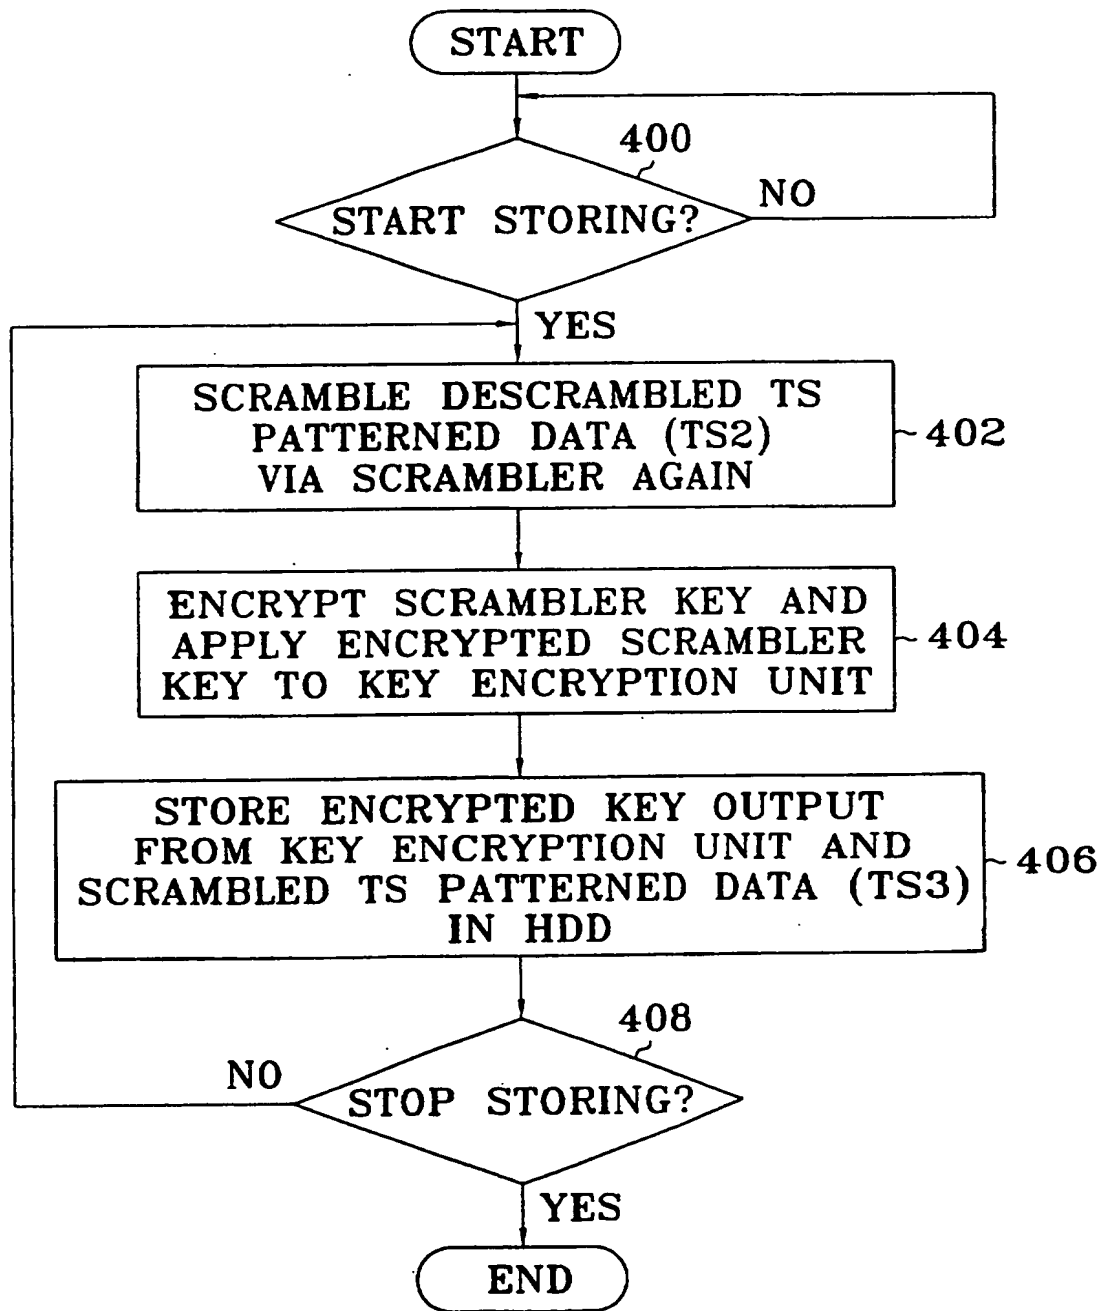 START
400
START STORING?
NO
YES
SCRAMBLE DESCRAMBLED TS
PATTERNED DATA (TS2)
VIA SCRAMBLER AGAIN
402
ENCRYPT SCRAMBLER KEY AND
APPLY ENCRYPTED SCRAMBLER
KEY TO KEY ENCRYPTION UNIT
404
STORE ENCRYPTED KEY OUTPUT
FROM KEY ENCRYPTION UNIT AND
SCRAMBLED TS PATTERNED DATA (TS3)
IN HDD
406
408
NO
STOP STORING?
YES
END